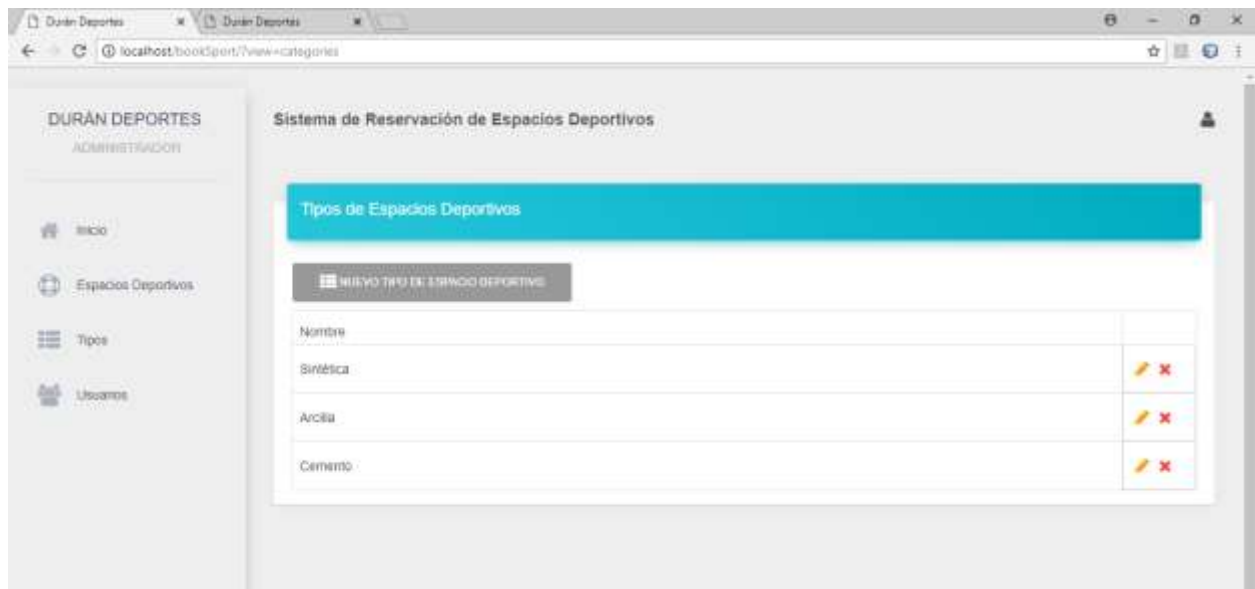 Durán Deportes
Durán Deportes
localhost/bookSport/?view=categories
DURÁN DEPORTES
ADMINISTRADOR
Sistema de Reservación de Espacios Deportivos
Inicio
Espacios Deportivos
Tipos
Usuarios
Tipos de Espacios Deportivos
NUEVO TIPO DE ESPACIO DEPORTIVO
Nombre
Sintética
Arcilla
Cemento